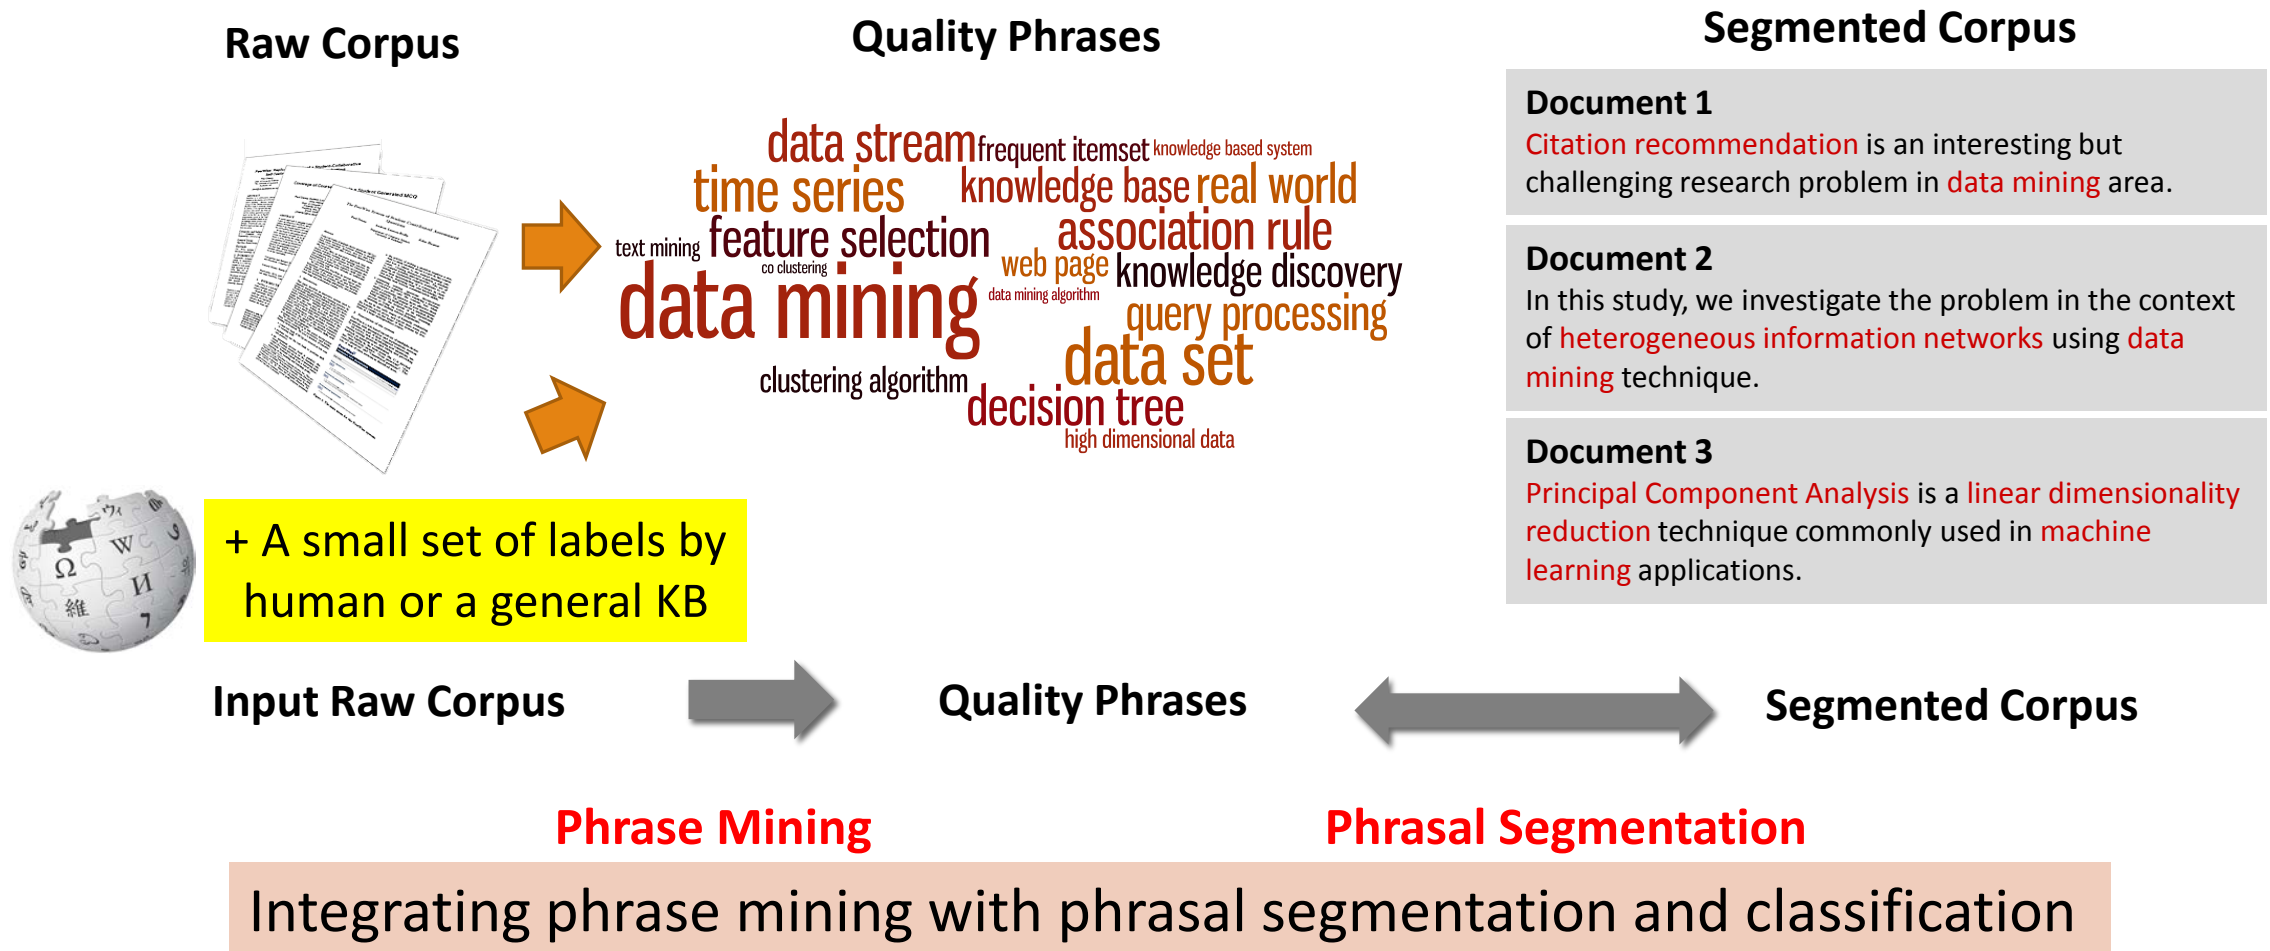 Raw Corpus
Quality Phrases
Segmented Corpus
data stream
frequent itemset
knowledge based system
time series
knowledge base
real world
text mining
feature selection
association rule
co clustering
web page
knowledge discovery
data mining
data mining algorithm
query processing
data set
clustering algorithm
decision tree
high dimensional data
Document 1
Citation recommendation is an interesting but
challenging research problem in data mining area.
Document 2
In this study, we investigate the problem in the context
of heterogeneous information networks using data
mining technique.
Document 3
Principal Component Analysis is a linear dimensionality
reduction technique commonly used in machine
learning applications.
W
Ω
И
維
+ A small set of labels by
human or a general KB
Input Raw Corpus
Quality Phrases
Segmented Corpus
Phrase Mining
Phrasal Segmentation
Integrating phrase mining with phrasal segmentation and classification